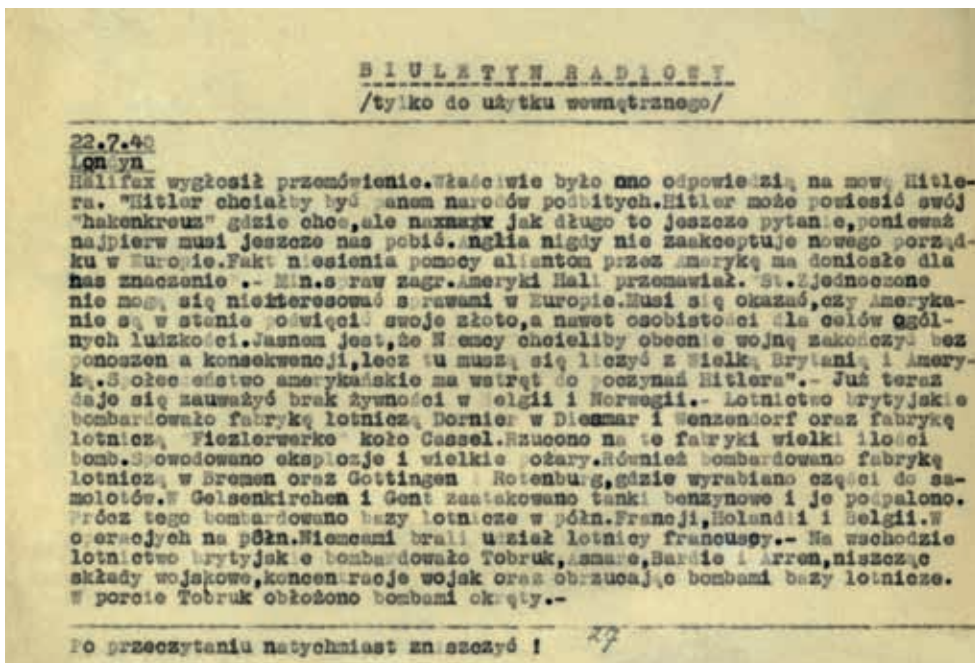 BIULETYN RADIOWY
/tylko do użytku wewnętrznego/
22.7.40
Londyn
Halifax wygłosił przemówienie.Właściwie było ono odpowiedzią na mowę Hitle-
ra. "Hitler chciałby być panem narodów podbitych.Hitler może powiesić swój
"hakenkreuz" gdzie chce,ale jak długo to jeszcze pytanie,ponieważ
najpierw musi jeszcze nas pobić.Anglia nigdy nie zaakceptuje nowego porząd-
ku w Europie.Fakt niesienia pomocy aliantom przez Amerykę ma doniosłe dla
nas znaczenie .- Min.spraw zagr.Ameryki Hall przemawiał."St.Zjednoczone
nie mogą się nieinteresować sprawami w Europie.Musi się okazać,czy Ameryka-
nie są w stanie poświęcić swoje złoto,a nawet osobistości dla celów ogól-
nych ludzkości.Jasnem jest,że Niemcy chcieliby obecnie wojnę zakończyć bez
ponoszenia konsekwencji,lecz tu muszą się liczyć z Wielką Brytanią i Amery-
ką.Społeczeństwo amerykańskie ma wstręt do poczynań Hitlera".- Już teraz
daje się zauważyć brak żywności w Belgii i Norwegii.- Lotnictwo brytyjskie
bombardowało fabrykę lotniczą Dornier w Diesmar i Wenzendorf oraz fabrykę
lotniczą "Fiezlerwerke" koło Cassel.Rzucono na te fabryki wielki ilości
bomb.Spowodowano eksplozje i wielkie pożary.Również bombardowano fabrykę
lotniczą w Bremen oraz Gottingen i Rotenburg,gdzie wyrabiano części do sa-
molotów.W Gelsenkirchen i Gent zaatakowano tanki benzynowe i je podpalono.
Prócz tego bombardowano bazy lotnicze w półn.Francji,Holandii i Belgii.W
operacjach na półn.Niemcami brali udział lotnicy francuscy.- Na wschodzie
lotnictwo brytyjskie bombardowało Tobruk,Asmare,Bardie i Arren,niszcząc
składy wojskowe,koncentracje wojsk oraz obrzucając bombami bazy lotnicze.
W porcie Tobruk obłożono bombami okręty.-
Po przeczytaniu natychmiast zniszczyć !
29